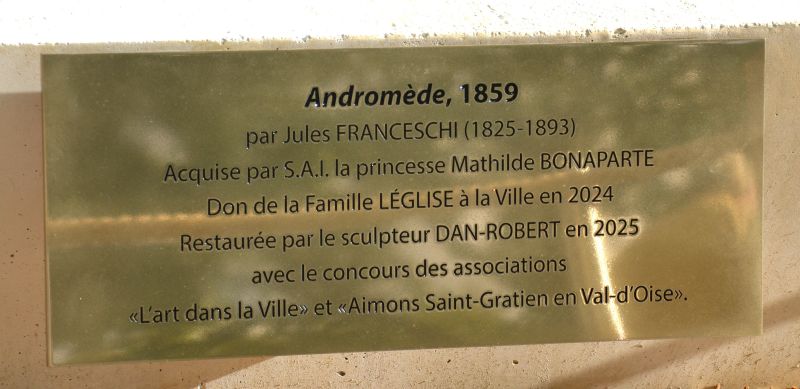 Andromède, 1859
par Jules FRANCESCHI (1825-1893)
Acquise par S.A.I. la princesse Mathilde BONAPARTE
Don de la Famille LÉGLISE à la Ville en 2024
Restaurée par le sculpteur DAN-ROBERT en 2025
avec le concours des associations
«L’art dans la Ville» et «Aimons Saint-Gratien en Val-d’Oise».